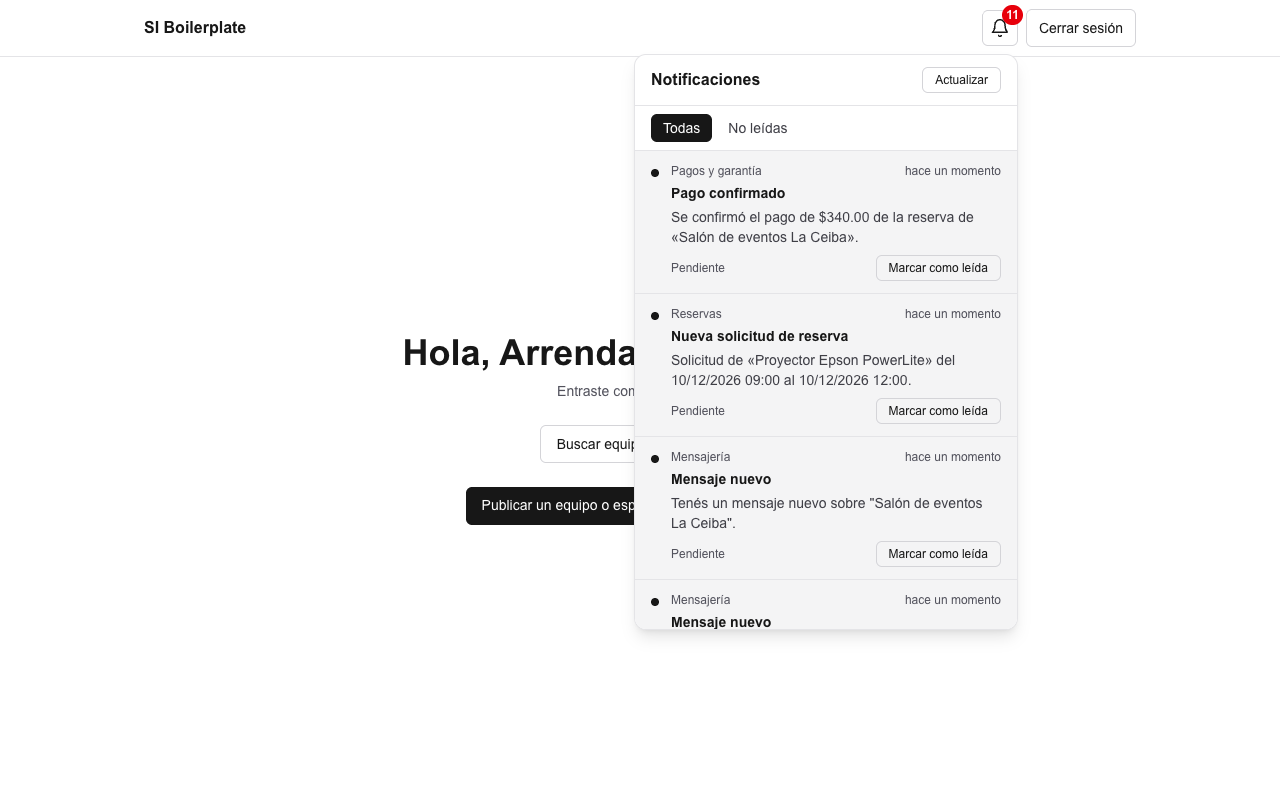 SI Boilerplate
11
Cerrar sesión
Notificaciones
Actualizar
Todas
No leídas
Pagos y garantía
hace un momento
Pago confirmado
Se confirmó el pago de $340.00 de la reserva de
«Salón de eventos La Ceiba».
Pendiente
Marcar como leída
Reservas
hace un momento
Nueva solicitud de reserva
Solicitud de «Proyector Epson PowerLite» del
10/12/2026 09:00 al 10/12/2026 12:00.
Pendiente
Marcar como leída
Mensajería
hace un momento
Mensaje nuevo
Tenés un mensaje nuevo sobre "Salón de eventos
La Ceiba".
Pendiente
Marcar como leída
Mensajería
hace un momento
Mensaje nuevo
Hola,
Entraste
Buscar
Publicar un equipo o